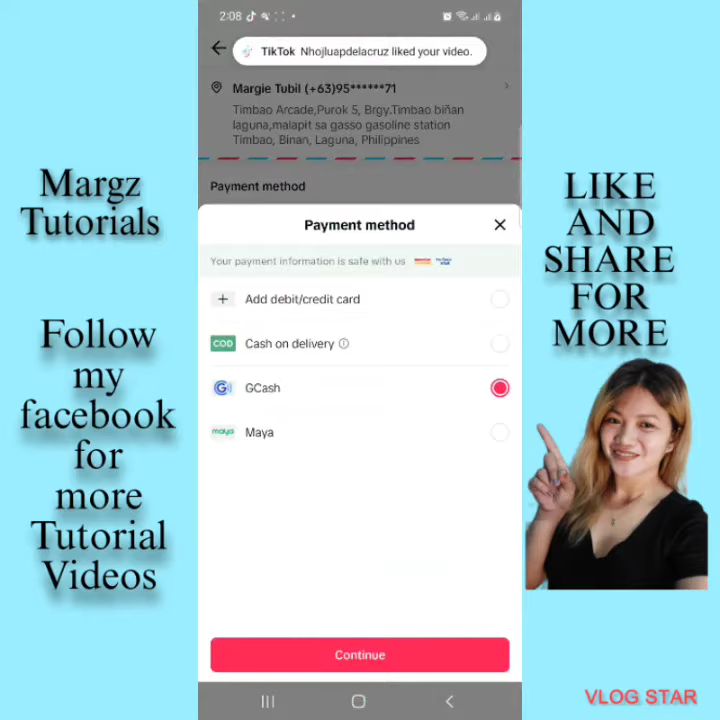 2:08
TikTok Nhojluapdelacruz liked your video.
Margie Tubil (+63)95******71
Timbao Arcade,Purok 5, Brgy.Timbao biñan
laguna,malapit sa gasso gasoline station
Timbao, Binan, Laguna, Philippines
Payment method
Payment method
Your payment information is safe with us
Add debit/credit card
COD Cash on delivery
GCash
maya Maya
Continue
Margz
Tutorials
Follow
my
facebook
for
more
Tutorial
Videos
LIKE
AND
SHARE
FOR
MORE
VLOG STAR